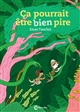 Ça pourrait
être bien pire